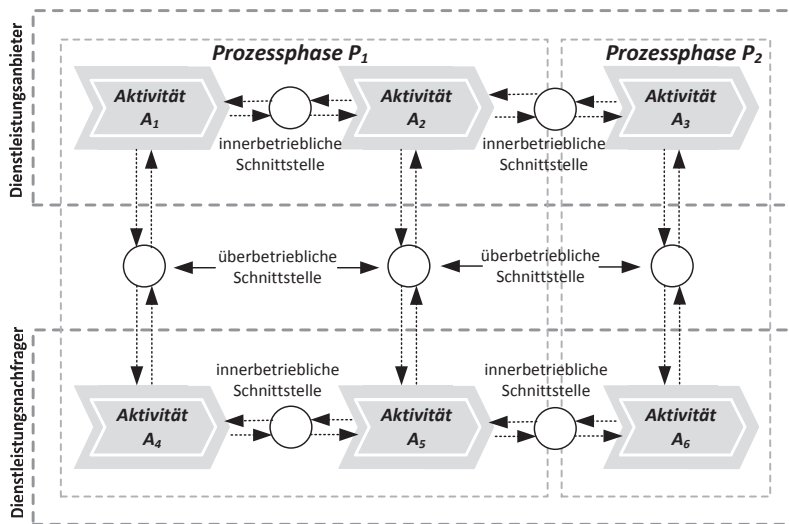 Prozessphase P1
Prozessphase P2
Dienstleistungsanbieter
Aktivität
A1
Aktivität
A2
Aktivität
A3
innerbetriebliche
Schnittstelle
innerbetriebliche
Schnittstelle
überbetriebliche
Schnittstelle
überbetriebliche
Schnittstelle
Dienstleistungsnachfrager
innerbetriebliche
Schnittstelle
innerbetriebliche
Schnittstelle
Aktivität
A4
Aktivität
A5
Aktivität
A6